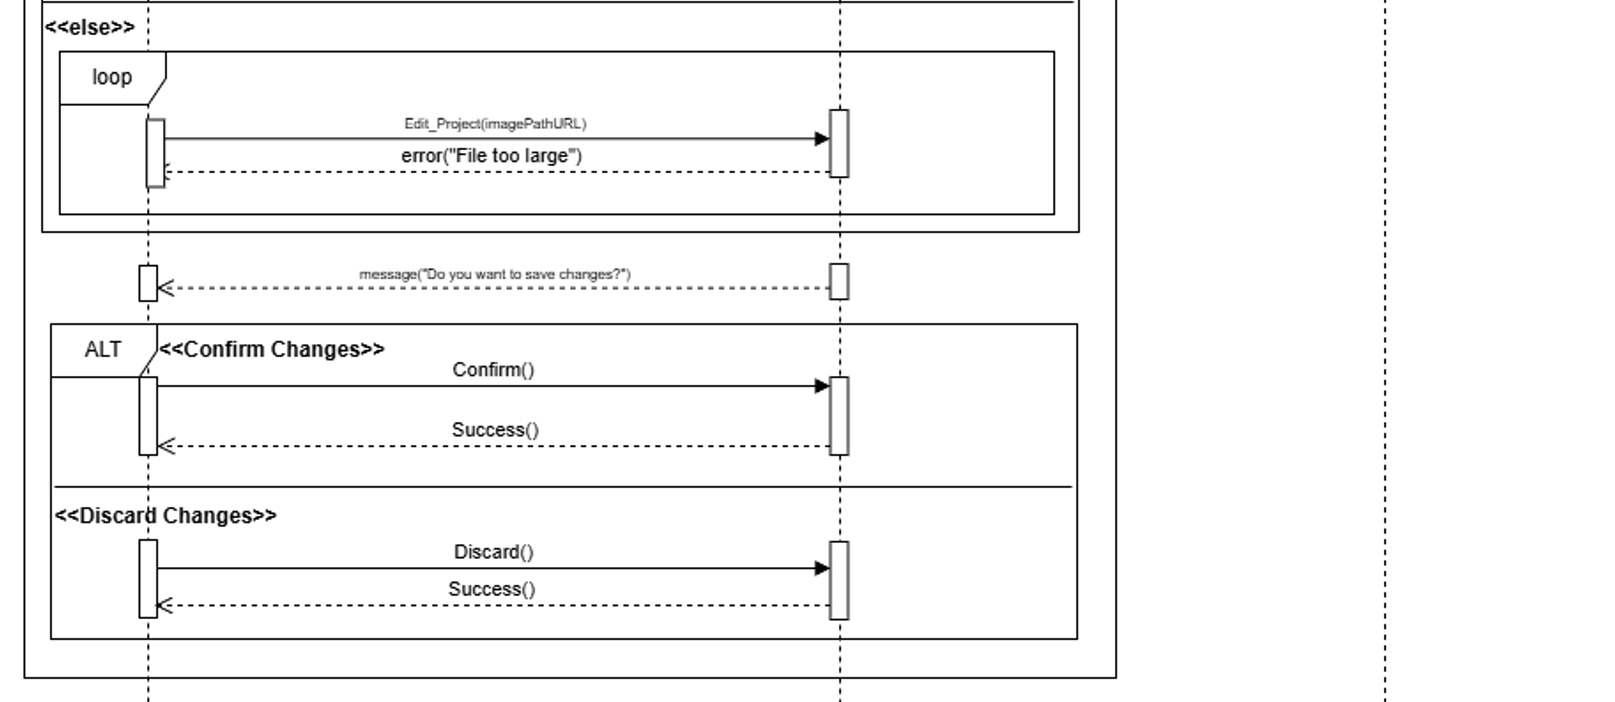 <<else>>
loop
Edit_Project(imagePathURL)
error("File too large")
message("Do you want to save changes?")
ALT
<<Confirm Changes>>
Confirm()
Success()
<<Discard Changes>>
Discard()
Success()